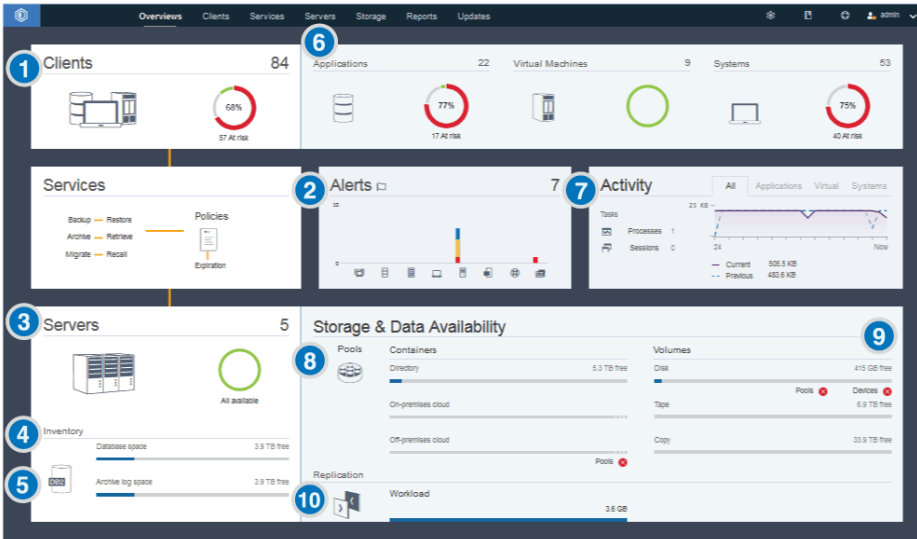 Overviews Clients Services Servers Storage Reports Updates admin
1 Clients 84
68%
57 At risk
6
Applications 22
77%
17 At risk
Virtual Machines 9
Systems 53
75%
40 At risk
Services
Backup Restore
Archive Retrieve
Migrate Recall
Policies
Expiration
2 Alerts 7
10
0
7 Activity All Applications Virtual Systems
Tasks
Processes 1
Sessions 0
25 KB
24 Now
Current 506.5 KB
Previous 483.6 KB
3 Servers 5
All available
4 Inventory
Database space 3.9 TB free
5 DB2
Archive log space 3.9 TB free
Storage & Data Availability
8 Pools
Containers
Directory 5.3 TB free
On-premises cloud
Off-premises cloud
Pools
9
Volumes
Disk 415 GB free
Pools Devices
Tape 6.9 TB free
Copy 33.9 TB free
Replication
10 Workload
3.6 GB